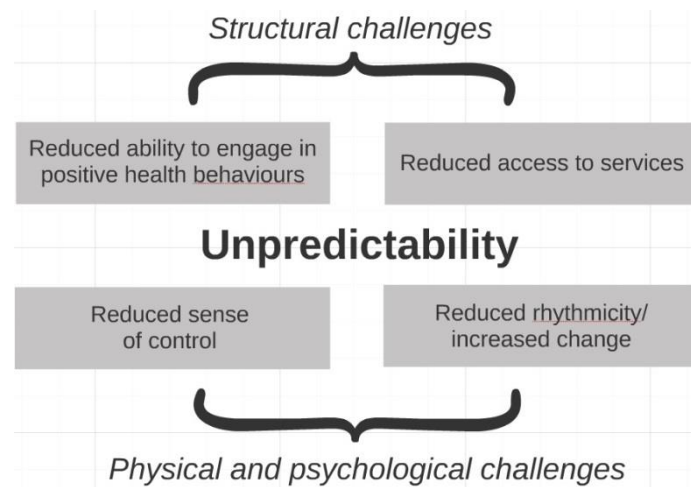 Structural challenges
Reduced ability to engage in
positive health behaviours
Reduced access to services
Unpredictability
Reduced sense
of control
Reduced rhythmicity/
increased change
Physical and psychological challenges